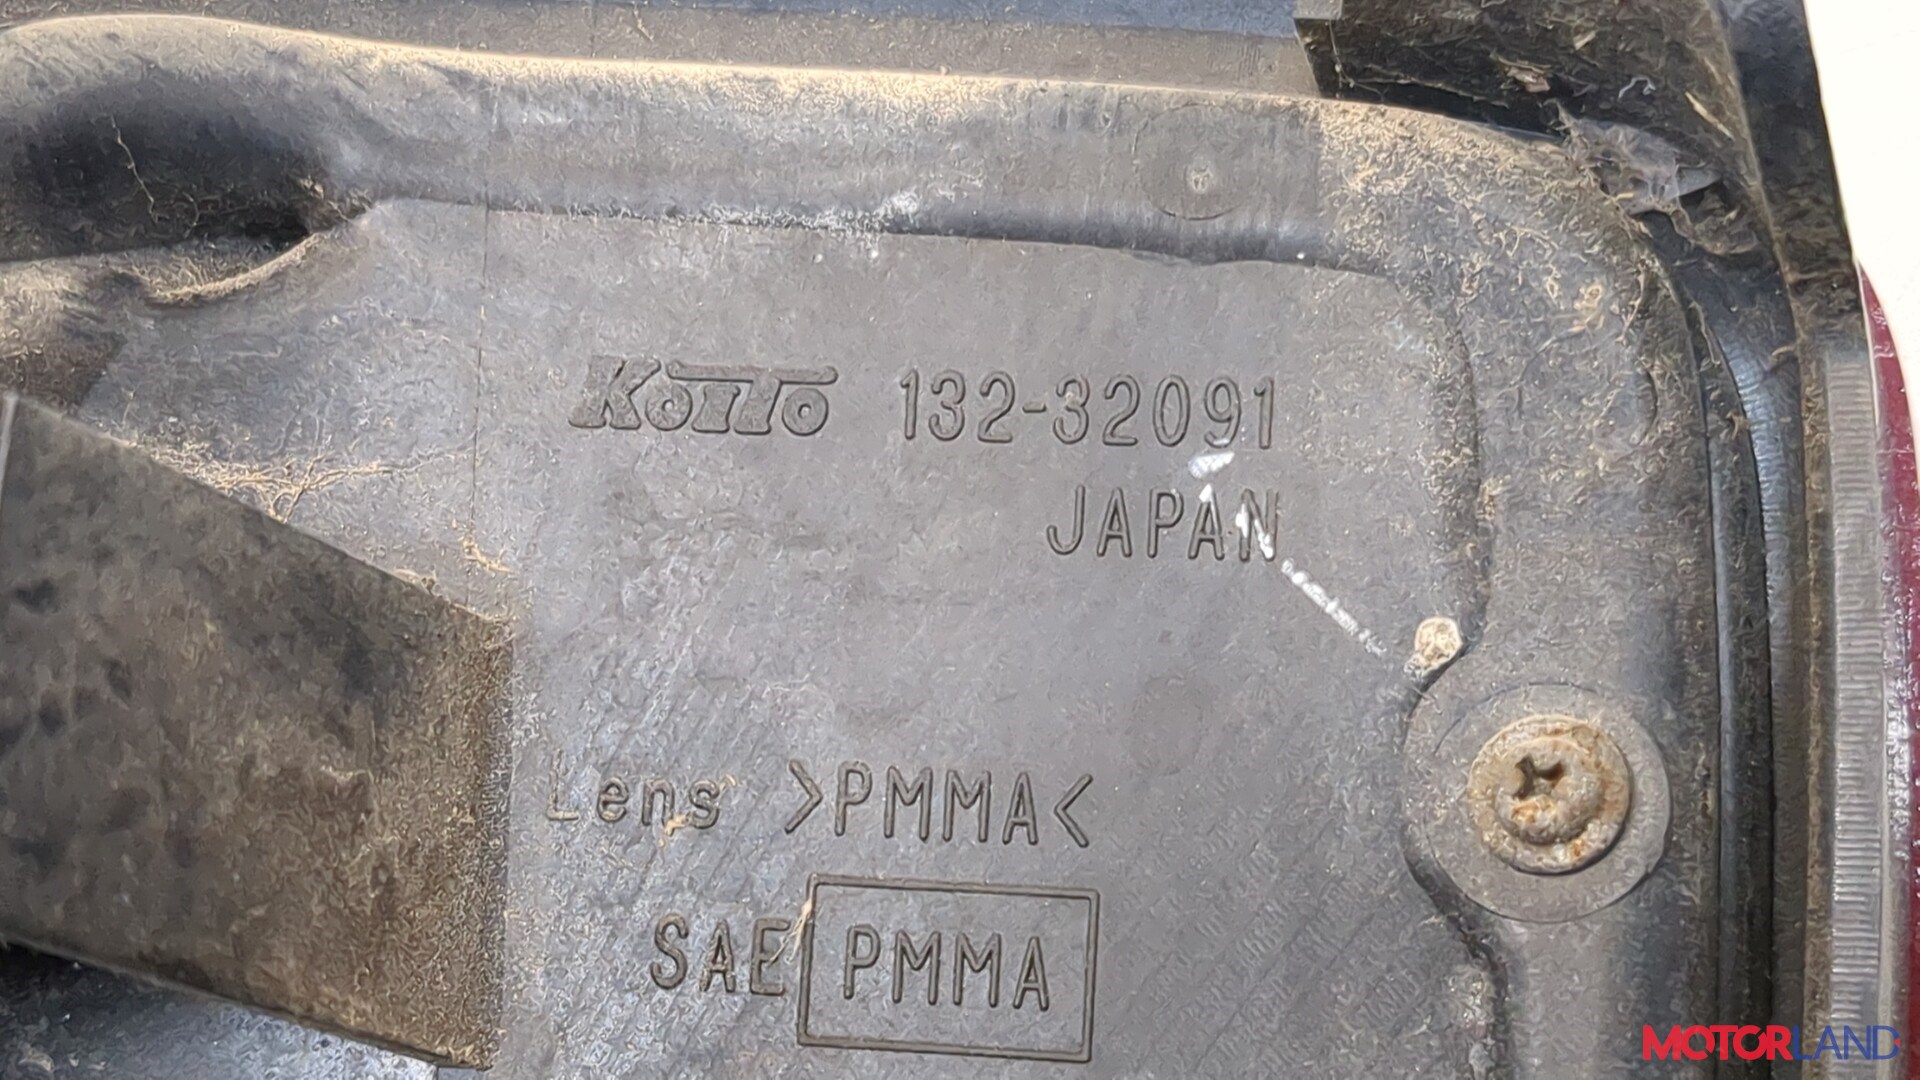 KOITO 132-32091
JAPAN
Lens >PMMA<
SAE PMMA
MOTORLAND